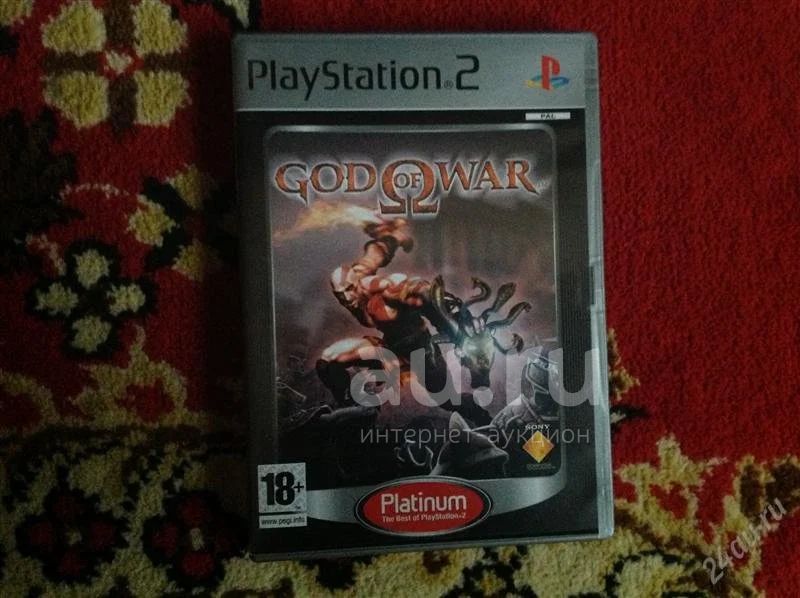 PlayStation®2
PAL
GOD OF WAR
au.ru
интернет-аукцион
SONY
18+
www.pegi.info
Platinum
The Best of PlayStation®2
24au.ru